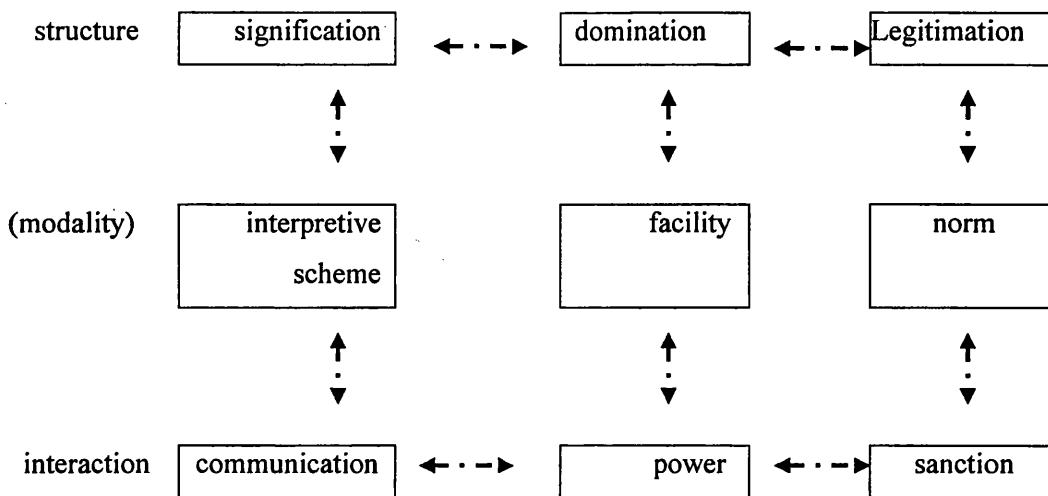 structure signification domination Legitimation
(modality) interpretive facility norm
scheme
interaction communication power sanction